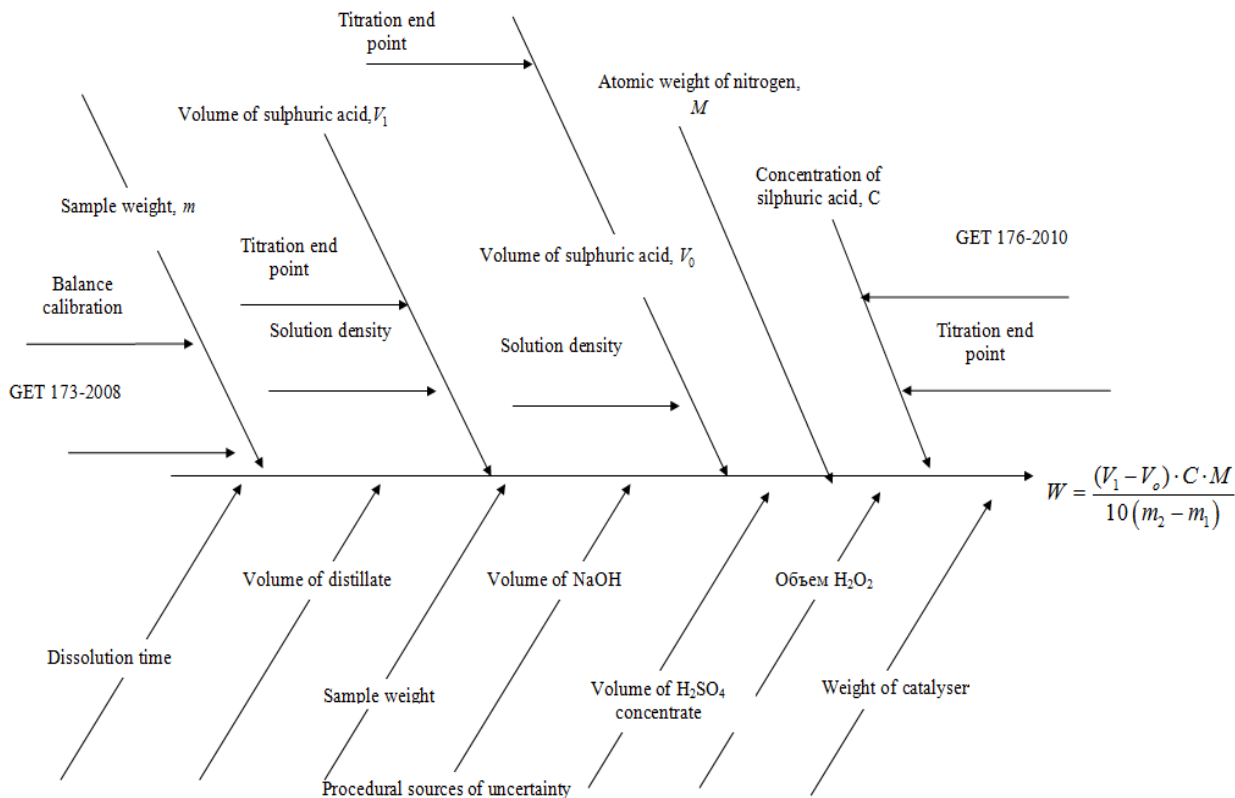 Titration end
point
Atomic weight of nitrogen,
M
Volume of sulphuric acid,V₁
Concentration of
silphuric acid, C
Sample weight, m
GET 176-2010
Titration end
point
Volume of sulphuric acid, V₀
Balance
calibration
Solution density
Titration end
point
Solution density
GET 173-2008
W = (V₁ − Vₒ) · C · M / 10(m₂ − m₁)
Volume of distillate
Volume of NaOH
Объем H₂O₂
Dissolution time
Sample weight
Volume of H₂SO₄
concentrate
Weight of catalyser
Procedural sources of uncertainty